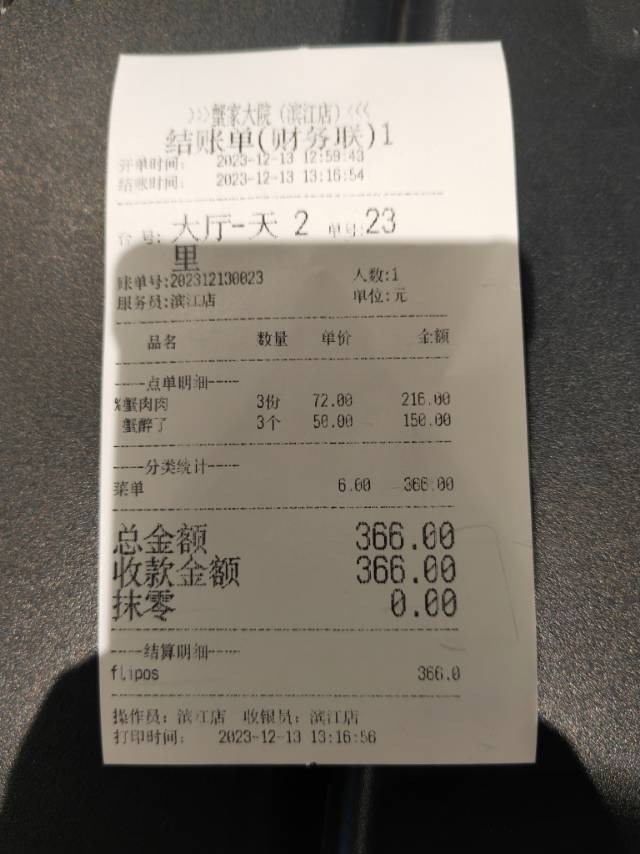 >>>蟹家大院(滨江店)<<<
结账单(财务联)1
开单时间: 2023-12-13 12:59:43
结账时间: 2023-12-13 13:16:54
台号: 大厅-天 2 单号:23
里
账单号:202312130023 人数:1
服务员:滨江店 单位:元
品名 数量 单价 金额
-----点单明细-----
%蟹肉肉 3份 72.00 216.00
蟹醉了 3个 50.00 150.00
-----分类统计-----
菜单 6.00 366.00
总金额 366.00
收款金额 366.00
抹零 0.00
-----结算明细-----
flipos 366.0
操作员: 滨江店 收银员: 滨江店
打印时间: 2023-12-13 13:16:56